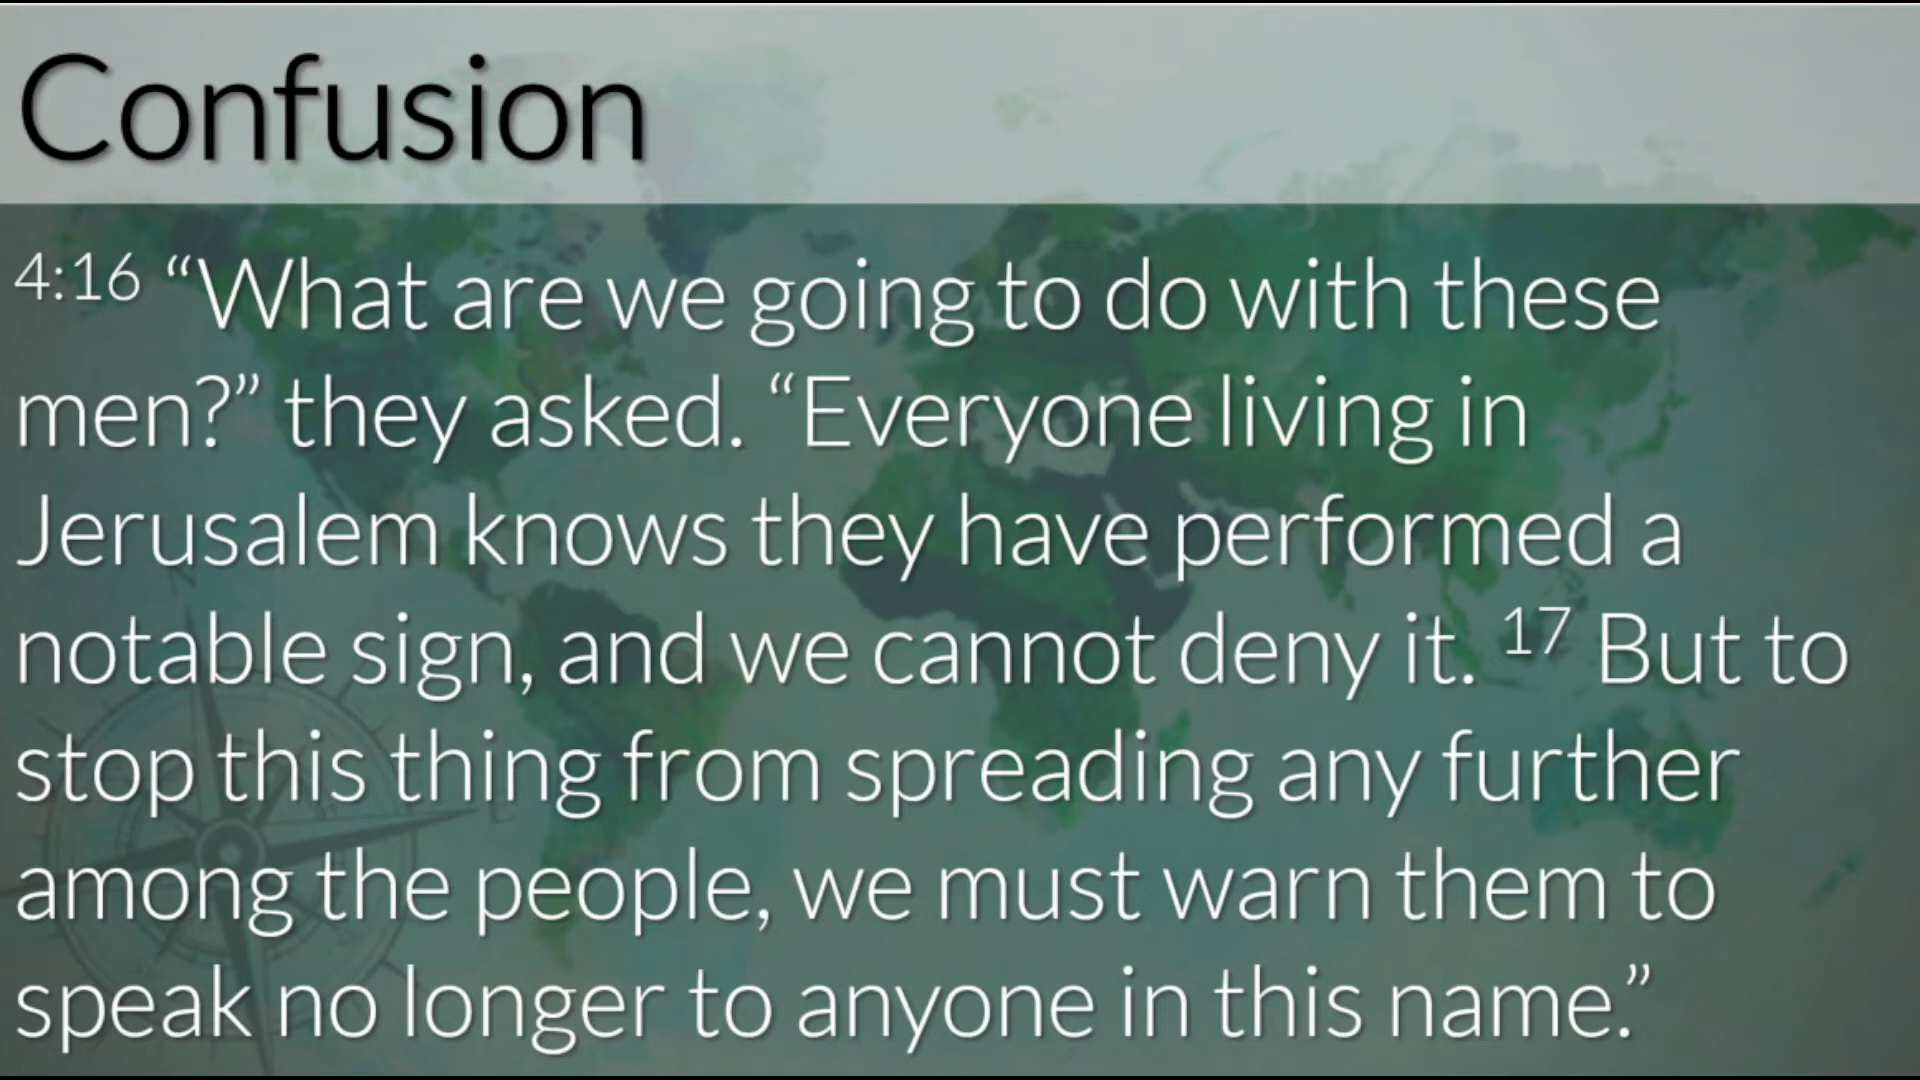 Confusion
4:16 “What are we going to do with these
men?” they asked. “Everyone living in
Jerusalem knows they have performed a
notable sign, and we cannot deny it. 17 But to
stop this thing from spreading any further
among the people, we must warn them to
speak no longer to anyone in this name.”